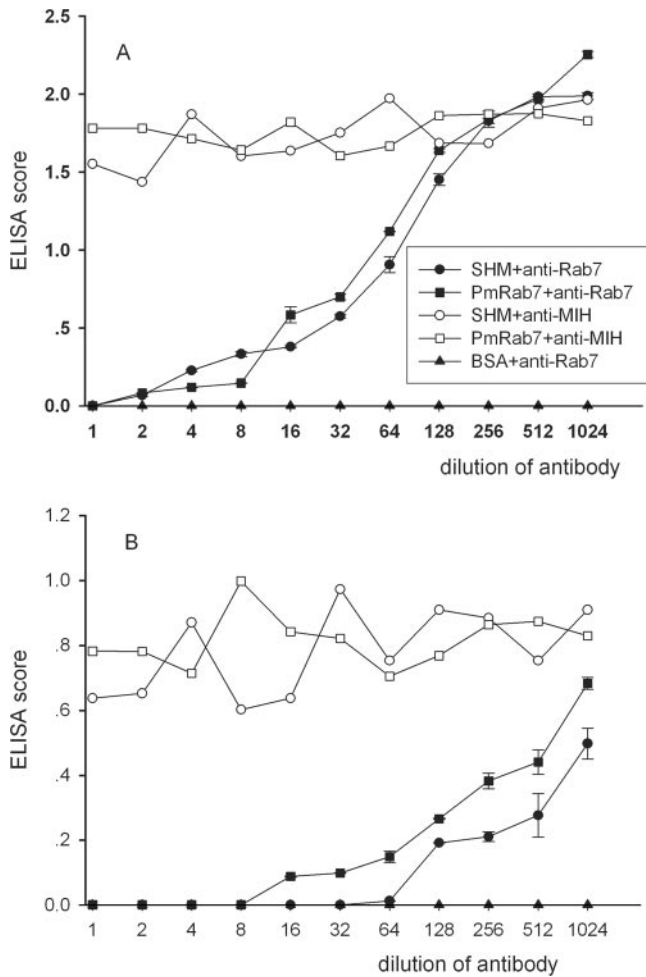 2.5
A
2.0
1.5
1.0
.5
0.0
ELISA score
SHM+anti-Rab7
PmRab7+anti-Rab7
SHM+anti-MIH
PmRab7+anti-MIH
BSA+anti-Rab7
1 2 4 8 16 32 64 128 256 512 1024
dilution of antibody
1.2
B
1.0
.8
.6
.4
.2
0.0
ELISA score
1 2 4 8 16 32 64 128 256 512 1024
dilution of antibody